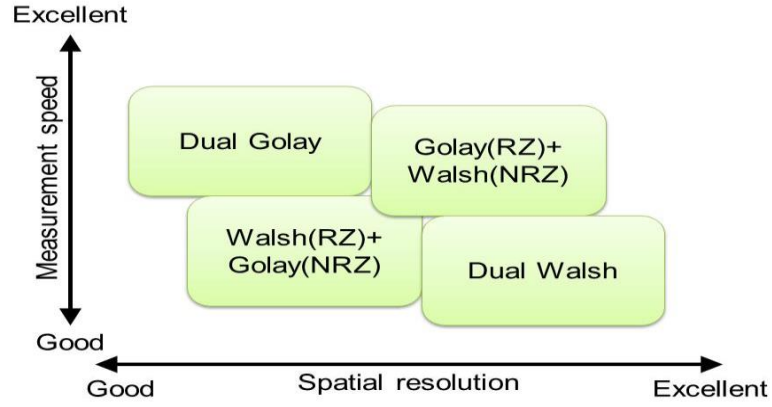 Excellent
Measurement speed
Dual Golay
Golay(RZ)+
Walsh(NRZ)
Walsh(RZ)+
Golay(NRZ)
Dual Walsh
Good
Good
Spatial resolution
Excellent